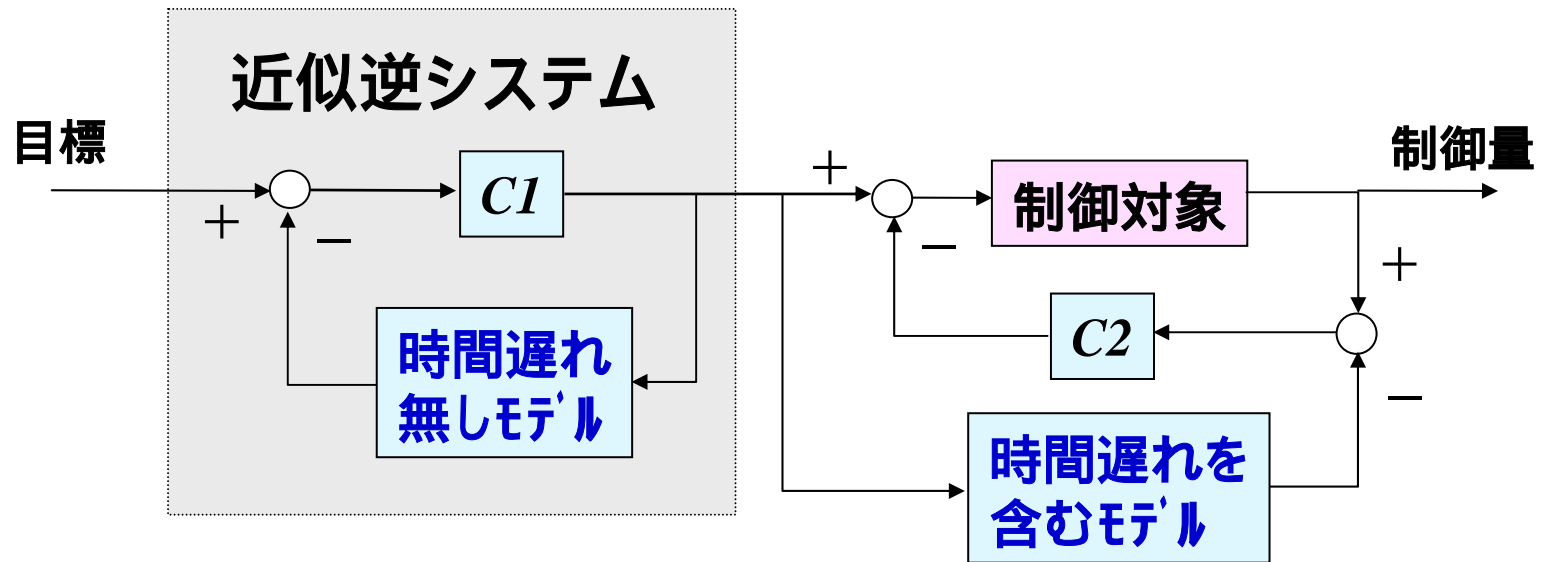 近似逆システム
目標
制御量
C1
＋
－
＋
－
制御対象
＋
C2
－
時間遅れ
無しﾓﾃﾞﾙ
時間遅れを
含むﾓﾃﾞﾙ